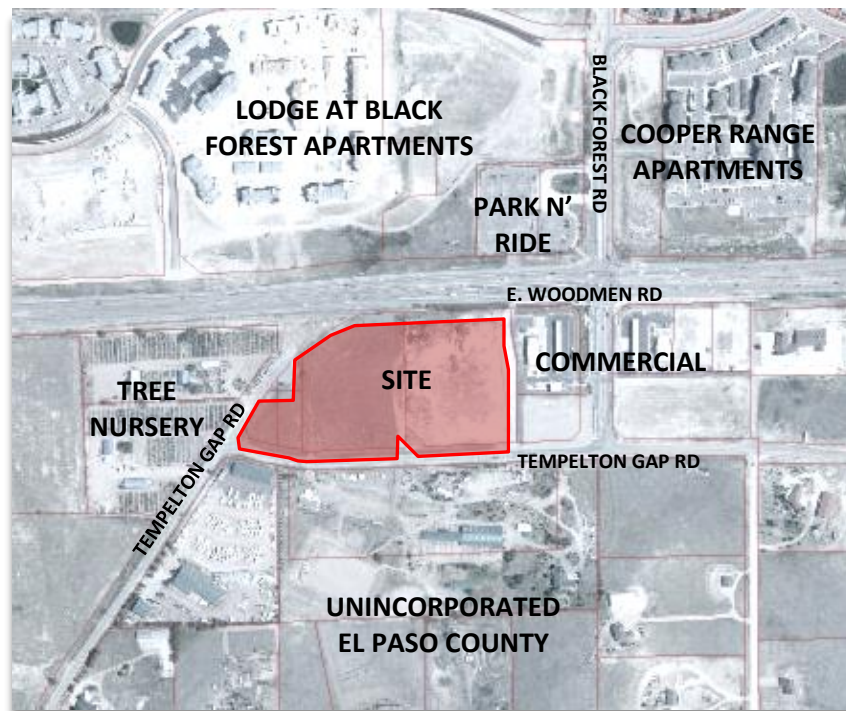 LODGE AT BLACK
FOREST APARTMENTS
BLACK FOREST RD
COOPER RANGE
APARTMENTS
PARK N’
RIDE
E. WOODMEN RD
COMMERCIAL
SITE
TREE
NURSERY
TEMPELTON GAP RD
TEMPELTON GAP RD
UNINCORPORATED
EL PASO COUNTY